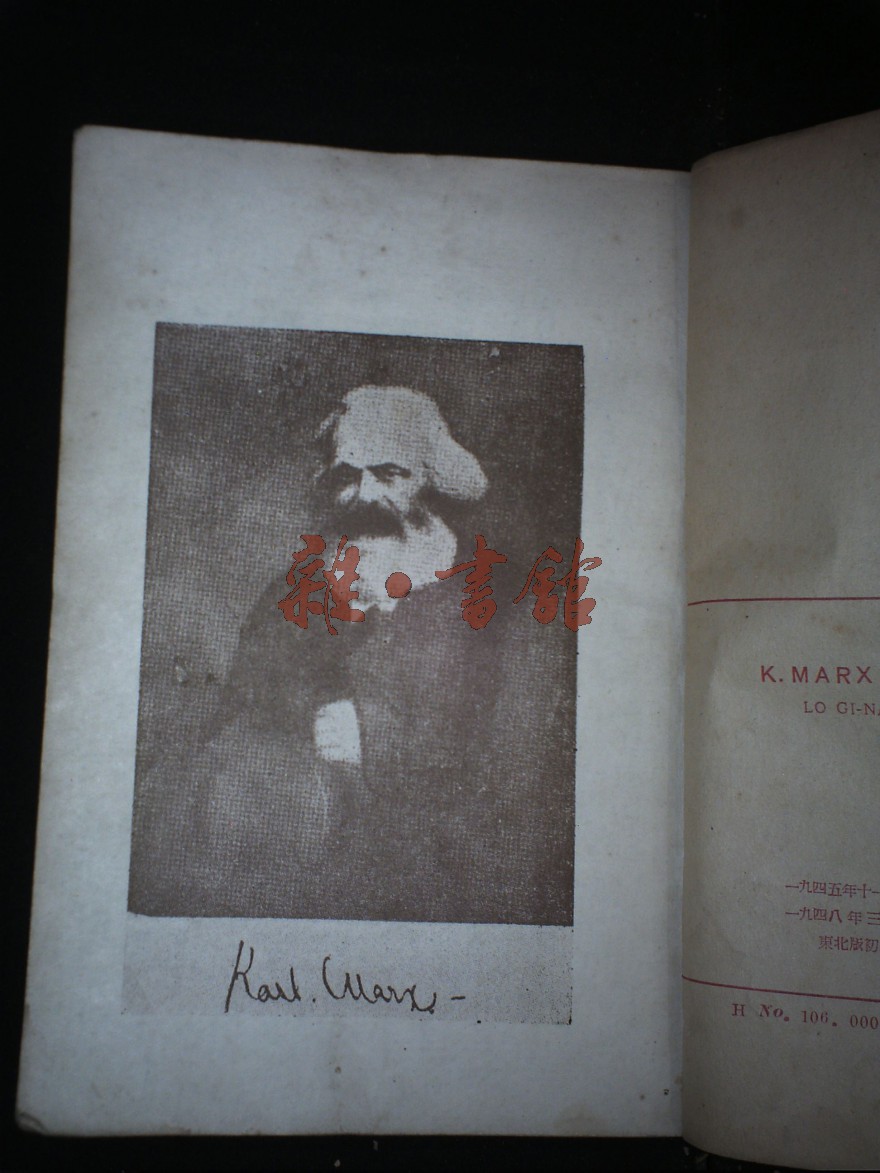 雜·書館
Karl. Marx. –
K. MARX
LO GI-N
一九四五年十一
一九四八年三
東北版初
H No. 106. 000